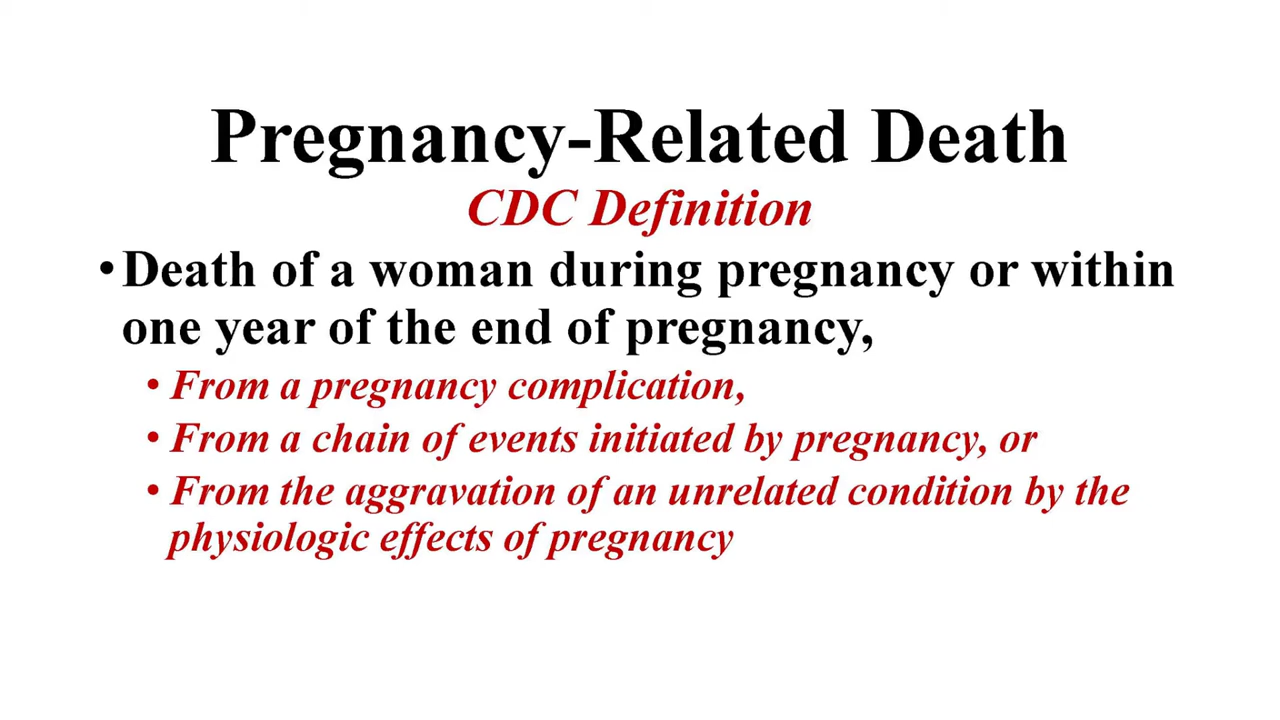 Pregnancy-Related Death
CDC Definition
•Death of a woman during pregnancy or within
one year of the end of pregnancy,
• From a pregnancy complication,
• From a chain of events initiated by pregnancy, or
• From the aggravation of an unrelated condition by the
physiologic effects of pregnancy